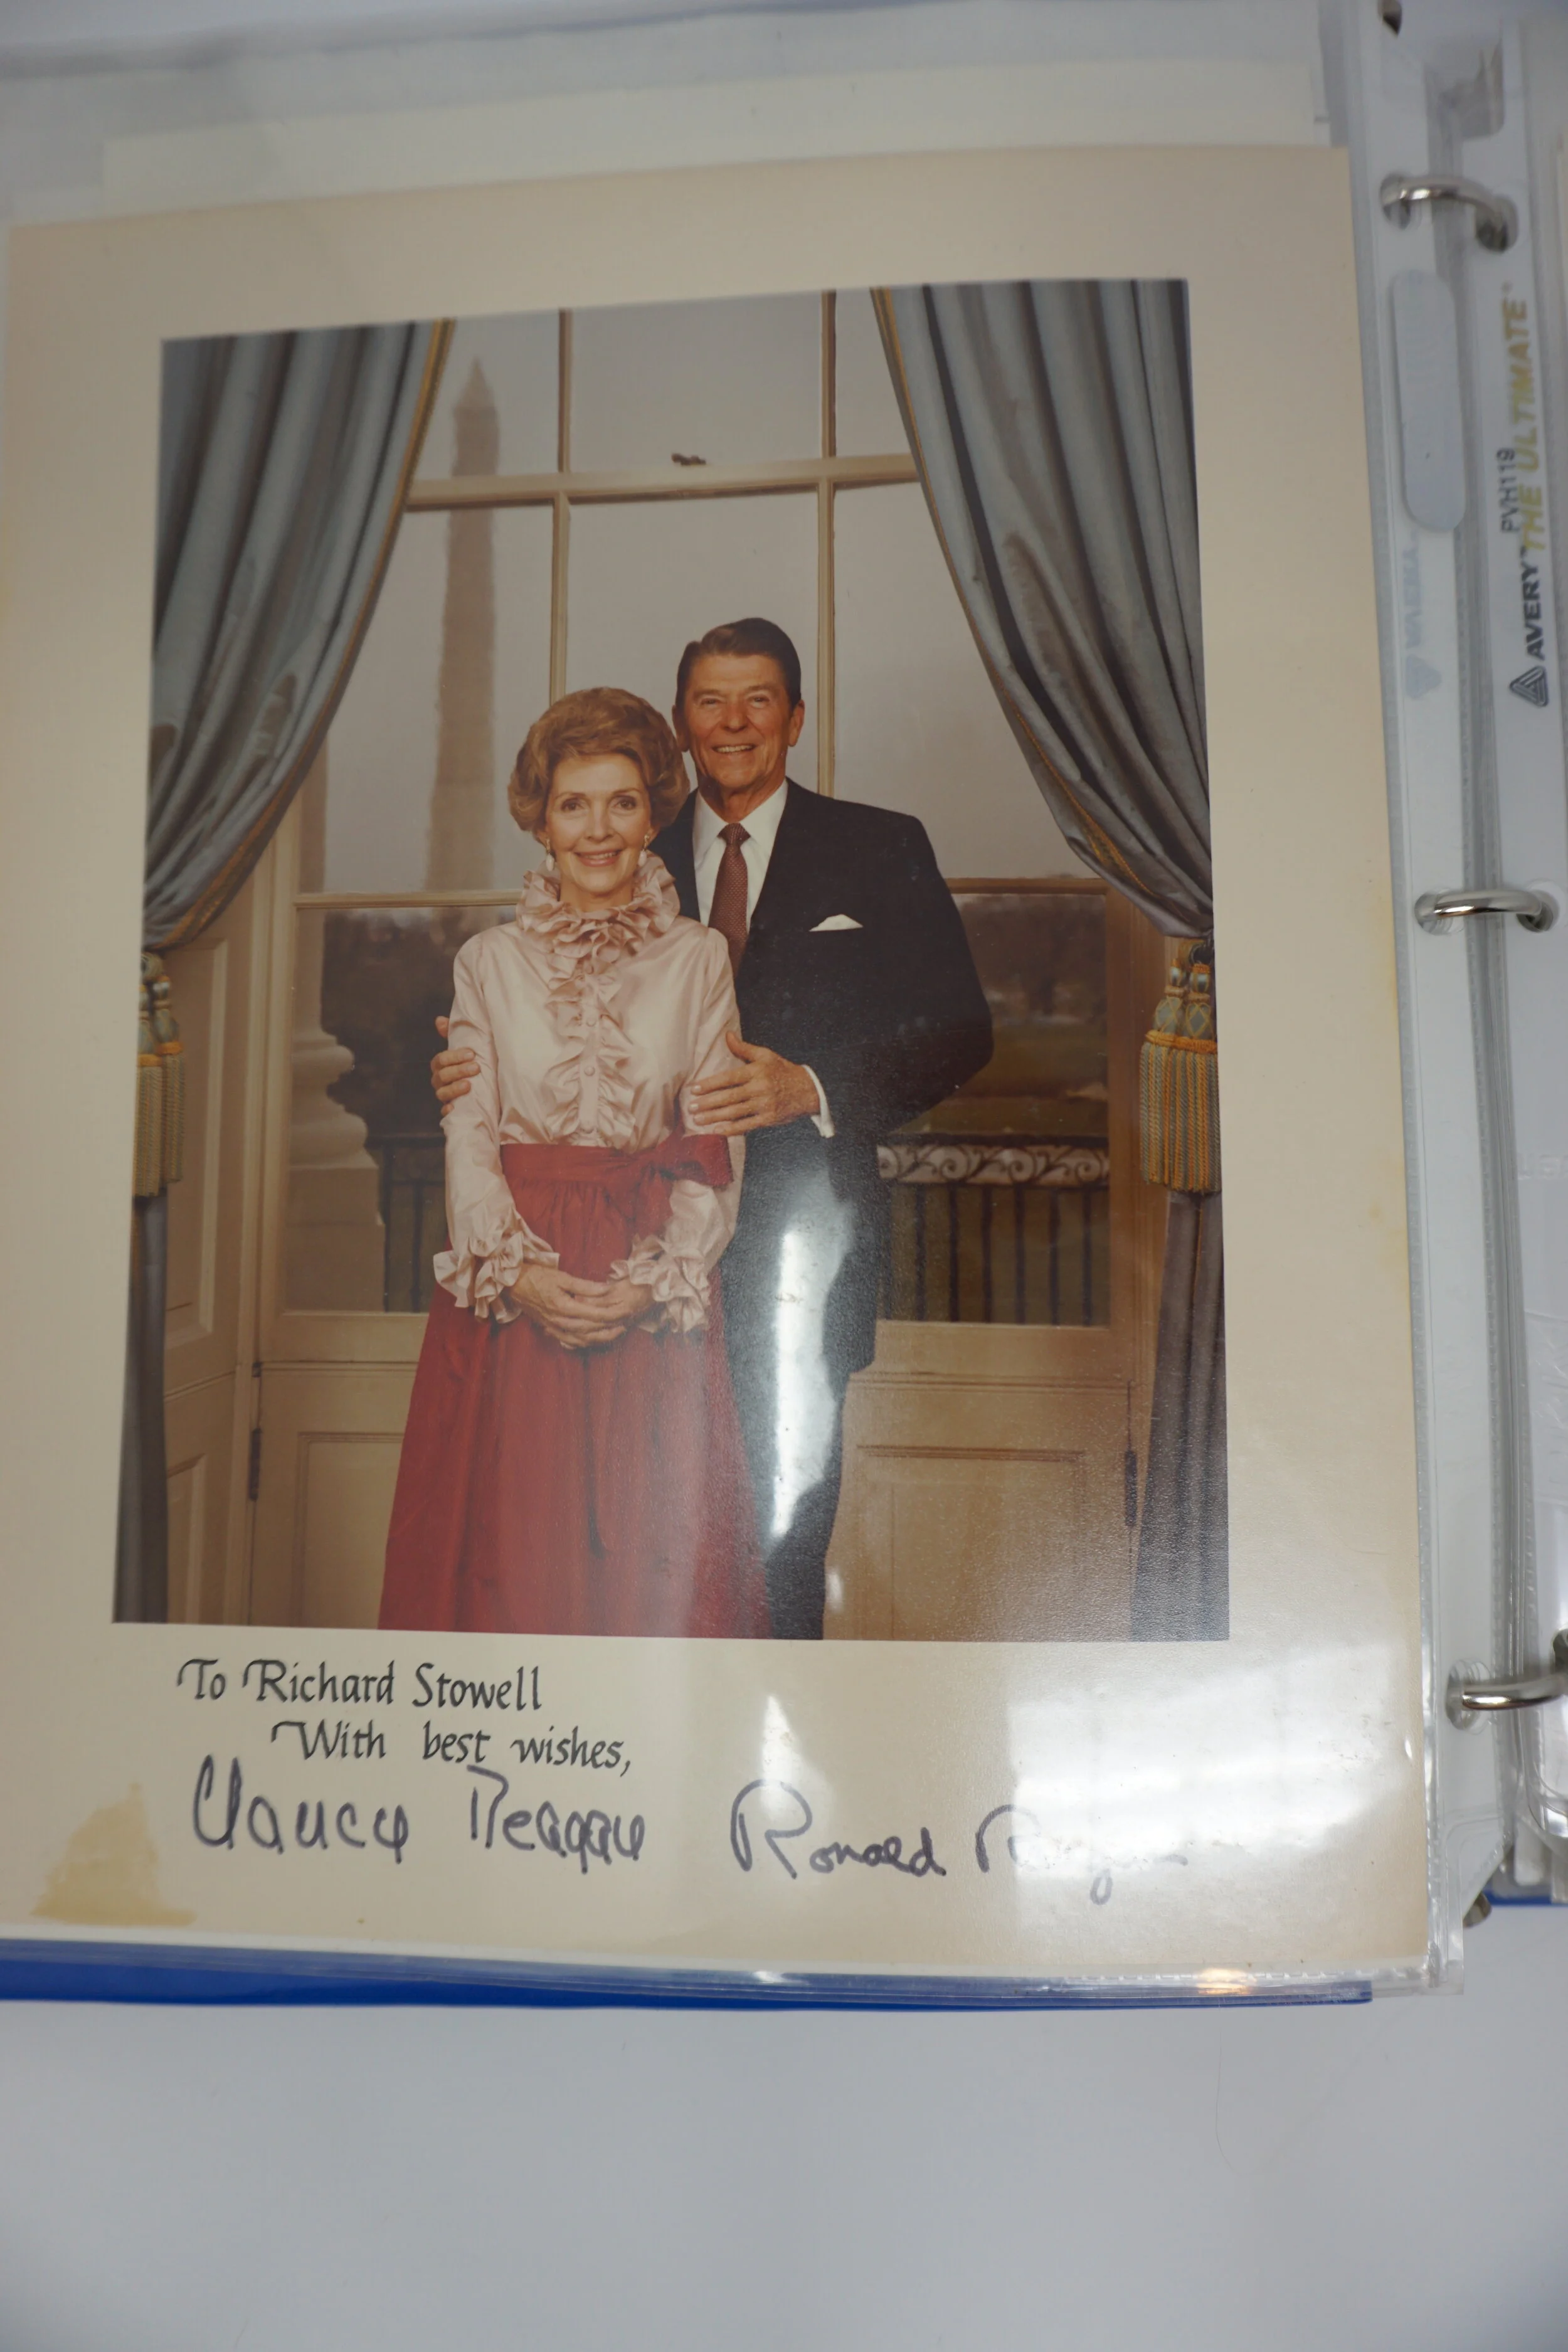 To Richard Stowell
With best wishes,
Nancy Reagan Ronald Reagan
AVERY THE ULTIMATE®
PVH119